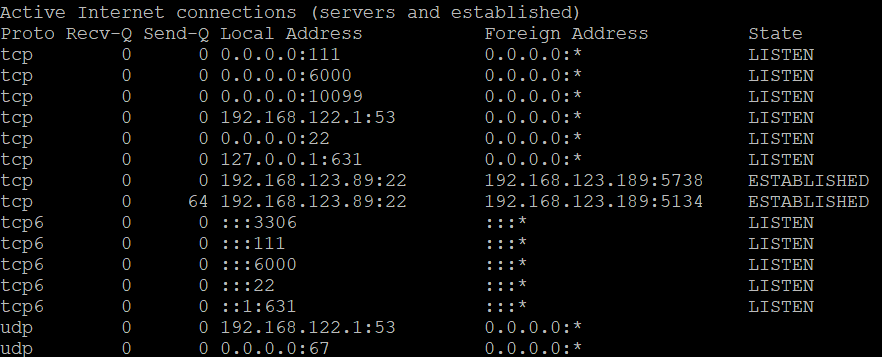 Active Internet connections (servers and established)
Proto Recv-Q Send-Q Local Address           Foreign Address         State
tcp        0      0 0.0.0.0:111             0.0.0.0:*               LISTEN
tcp        0      0 0.0.0.0:6000            0.0.0.0:*               LISTEN
tcp        0      0 0.0.0.0:10099           0.0.0.0:*               LISTEN
tcp        0      0 192.168.122.1:53        0.0.0.0:*               LISTEN
tcp        0      0 0.0.0.0:22              0.0.0.0:*               LISTEN
tcp        0      0 127.0.0.1:631           0.0.0.0:*               LISTEN
tcp        0      0 192.168.123.89:22       192.168.123.189:5738    ESTABLISHED
tcp        0     64 192.168.123.89:22       192.168.123.189:5134    ESTABLISHED
tcp6       0      0 :::3306                 :::*                    LISTEN
tcp6       0      0 :::111                  :::*                    LISTEN
tcp6       0      0 :::6000                 :::*                    LISTEN
tcp6       0      0 :::22                   :::*                    LISTEN
tcp6       0      0 ::1:631                 :::*                    LISTEN
udp        0      0 192.168.122.1:53        0.0.0.0:*
udp        0      0 0.0.0.0:67              0.0.0.0:*